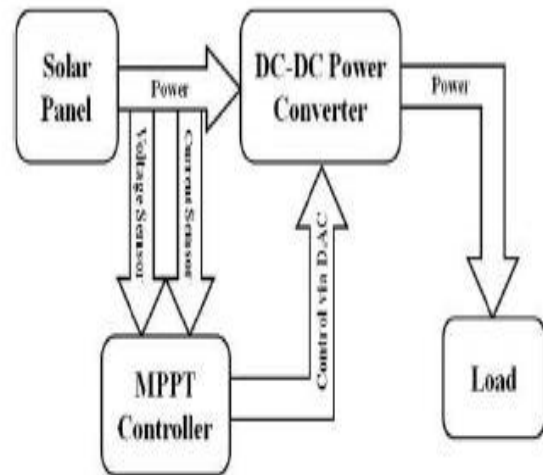 Solar
Panel
Power
DC-DC Power
Converter
Power
Voltage Sensor
Current Sensor
Control via DAC
MPPT
Controller
Load